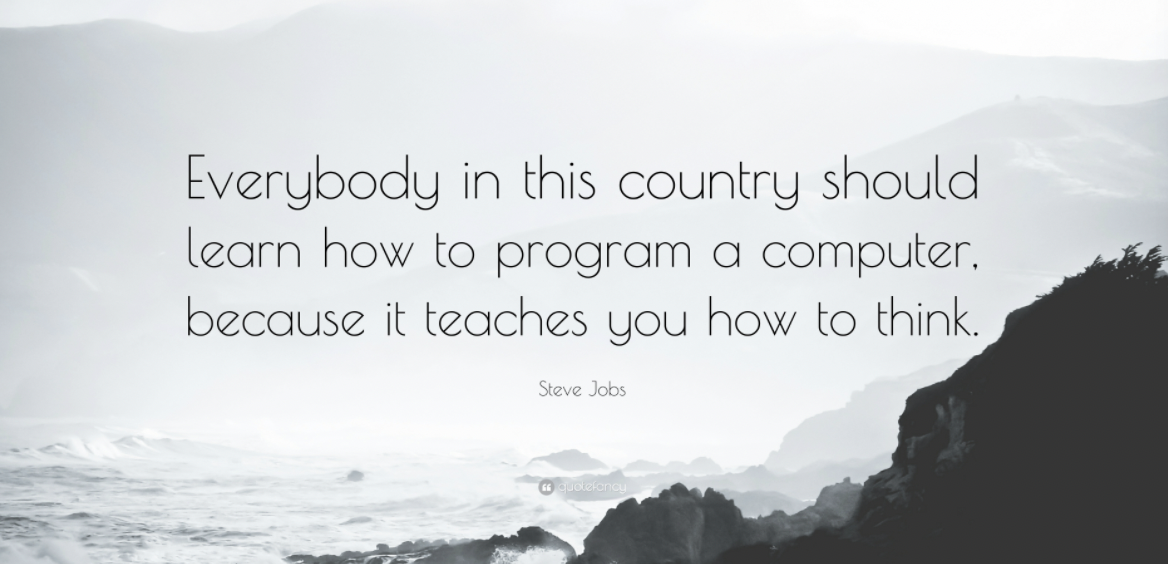 Everybody in this country should
learn how to program a computer,
because it teaches you how to think.
Steve Jobs
quotefancy